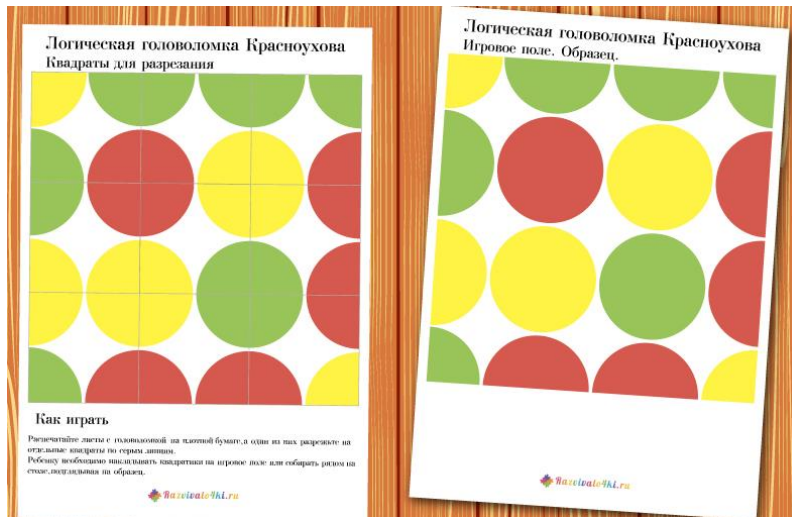 Логическая головоломка Красноухова
Квадраты для разрезания
Как играть
Распечатайте листы с головоломкой на плотной бумаге,а один из них разрежьте на
отдельные квадраты по серым линиям.
Ребенку необходимо накладывать квадратики на игровое поле или собирать рядом на
столе,подглядывая на образец.
Razvivalo4ki.ru
Логическая головоломка Красноухова
Игровое поле. Образец.
Razvivalo4ki.ru